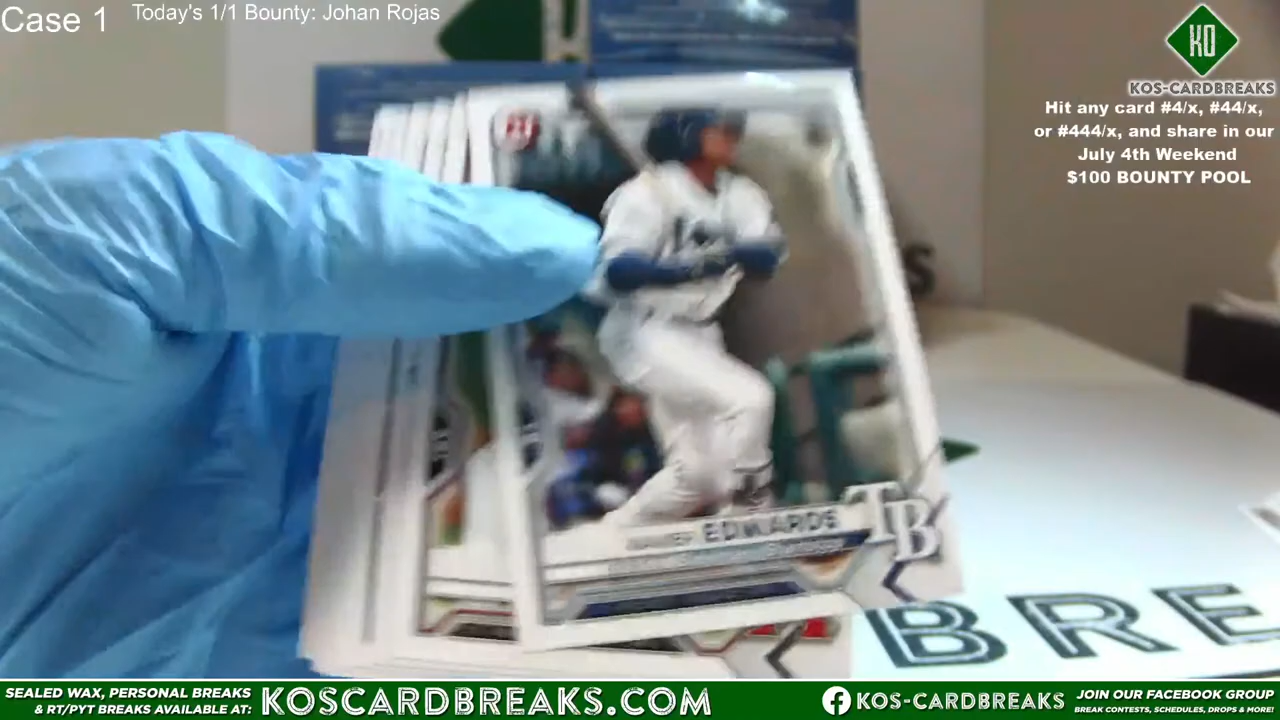 Case 1
Today's 1/1 Bounty: Johan Rojas
KO
KOS-CARDBREAKS
Hit any card #4/x, #44/x,
or #444/x, and share in our
July 4th Weekend
$100 BOUNTY POOL
EDWARDS
TB
BRE
SEALED WAX, PERSONAL BREAKS
& RT/PYT BREAKS AVAILABLE AT:
KOSCARDBREAKS.COM
KOS-CARDBREAKS
JOIN OUR FACEBOOK GROUP
BREAK CONTESTS, SCHEDULES, DROPS & MORE!